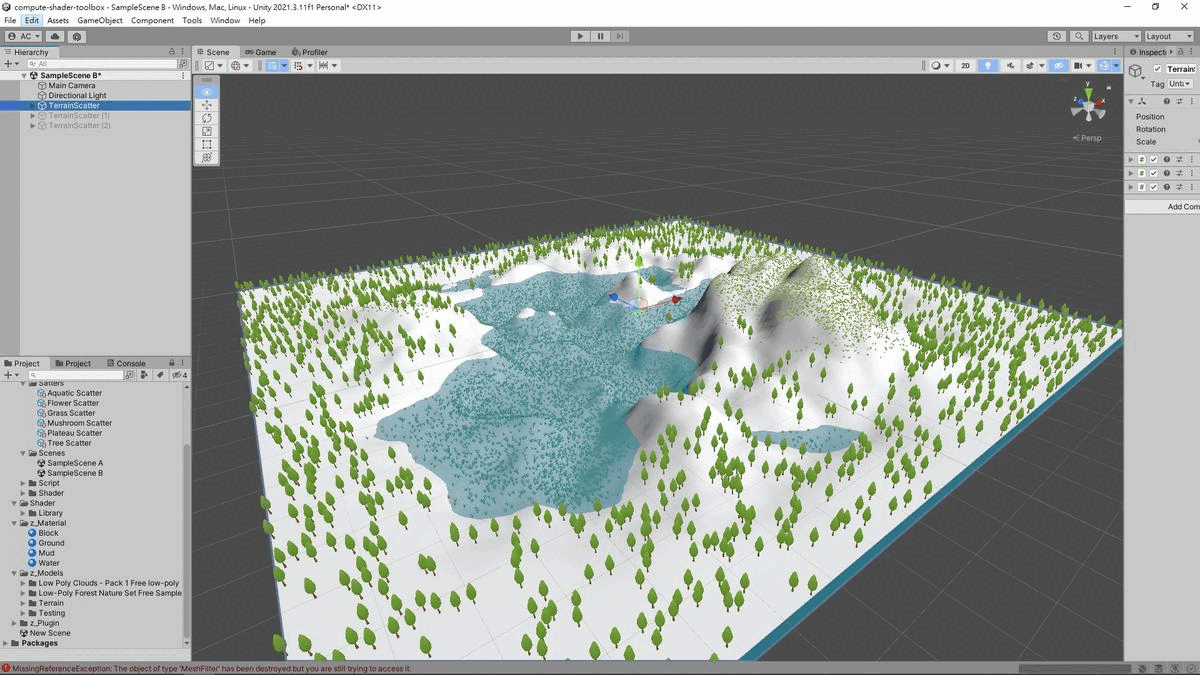 compute-shader-toolbox - SampleScene B - Windows, Mac, Linux - Unity 2021.3.11f1 Personal* <DX11>
File Edit Assets GameObject Component Tools Window Help
AC
Layers Layout
Hierarchy
Scene Game Profiler
Inspect
All
2D
Terrain
Tag Unt
SampleScene B*
Main Camera
Directional Light
TerrainScatter
TerrainScatter (1)
TerrainScatter (2)
y
z x
Persp
Position
Rotation
Scale
Add Com
Project Project Console
4
Satters
Aquatic Scatter
Flower Scatter
Grass Scatter
Mushroom Scatter
Plateau Scatter
Tree Scatter
Scenes
SampleScene A
SampleScene B
Script
Shader
Shader
Library
z_Material
Block
Ground
Mud
Water
z_Models
Low Poly Clouds - Pack 1 Free low-poly
Low-Poly Forest Nature Set Free Sample
Terrain
Testing
z_Plugin
New Scene
Packages
MissingReferenceException: The object of type 'MeshFilter' has been destroyed but you are still trying to access it.